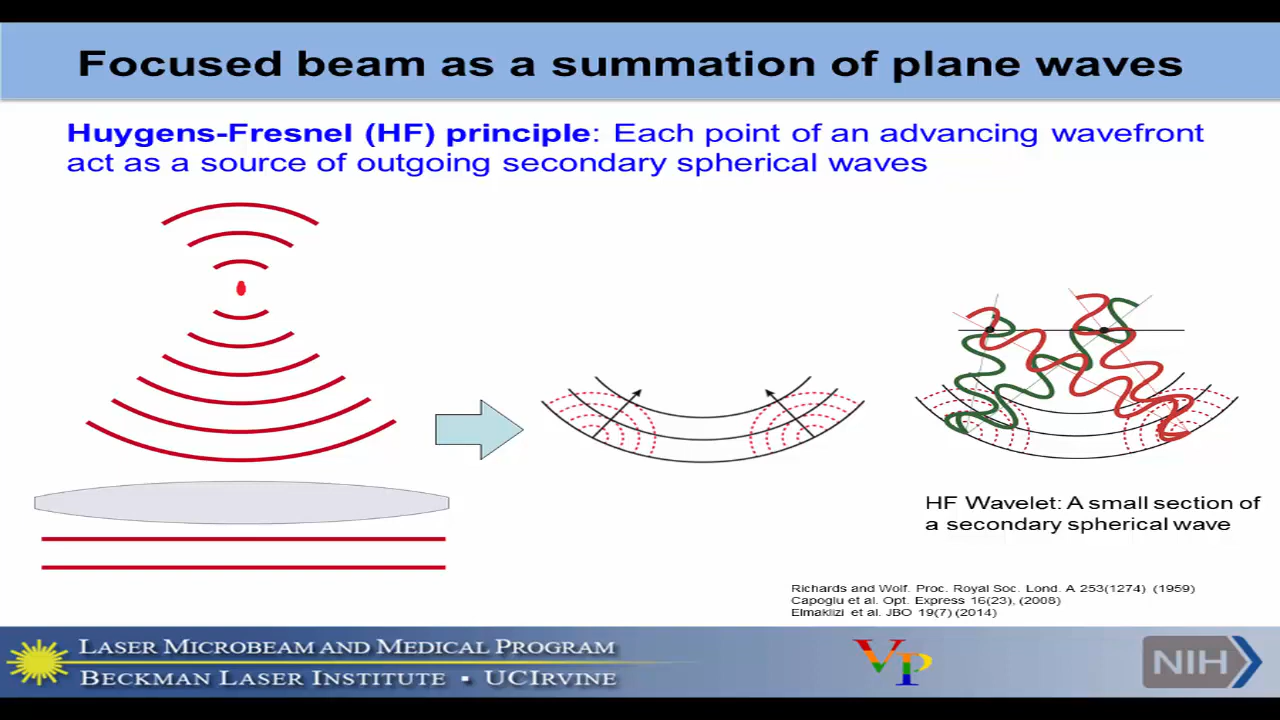 Focused beam as a summation of plane waves
Huygens-Fresnel (HF) principle: Each point of an advancing wavefront
act as a source of outgoing secondary spherical waves
HF Wavelet: A small section of
a secondary spherical wave
Richards and Wolf. Proc. Royal Soc. Lond. A 253(1274) (1959)
Capoglu et al. Opt. Express 16(23), (2008)
Elmaklizi et al. JBO 19(7) (2014)
LASER MICROBEAM AND MEDICAL PROGRAM
BECKMAN LASER INSTITUTE ▪ UCIRVINE
VP
NIH